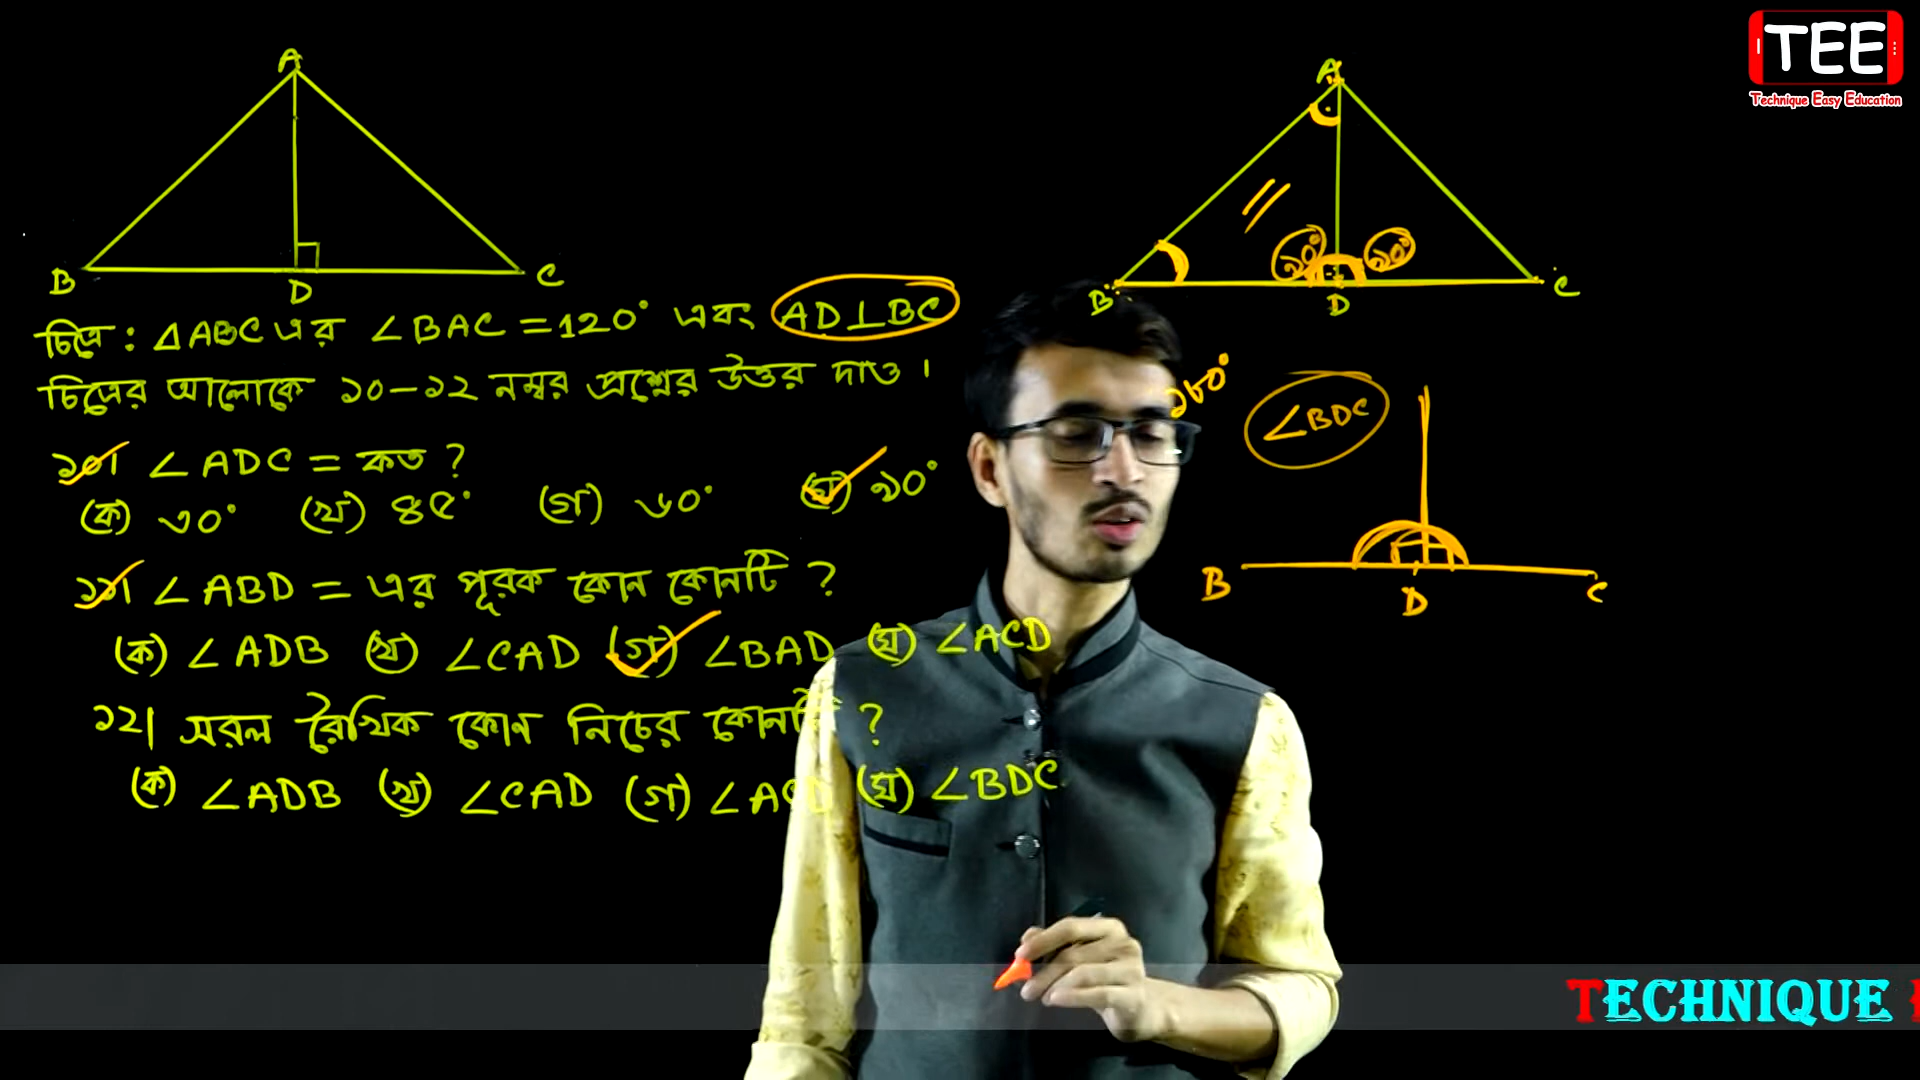 A
B
D
C
চিত্রে : ΔABC এর ∠BAC = 120° এবং AD⊥BC
চিত্রের আলোকে ১০-১২ নম্বর প্রশ্নের উত্তর দাও ।
১০। ∠ADC = কত ?
(ক) ৩০° (খ) ৪৫° (গ) ৬০° (ঘ) ৯০°
১১। ∠ABD = এর পূরক কোন কোনটি ?
(ক) ∠ADB (খ) ∠CAD (গ) ∠BAD (ঘ) ∠ACD
১২। সরল রৈখিক কোন নিচের কোনটি ?
(ক) ∠ADB (খ) ∠CAD (গ) ∠ACD (ঘ) ∠BDC
A
৯০° ৯০°
B
D
C
১৮০°
∠BDC
B
D
C
TEE
Technique Easy Education
TECHNIQUE